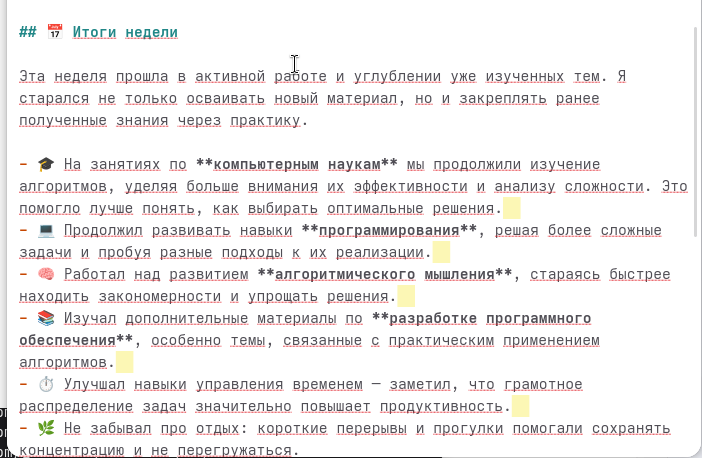 ## 📅 Итоги недели
Эта неделя прошла в активной работе и углублении уже изученных тем. Я
старался не только осваивать новый материал, но и закреплять ранее
полученные знания через практику.
- 🎓 На занятиях по **компьютерным наукам** мы продолжили изучение
алгоритмов, уделяя больше внимания их эффективности и анализу сложности. Это
помогло лучше понять, как выбирать оптимальные решения.
- 💻 Продолжил развивать навыки **программирования**, решая более сложные
задачи и пробуя разные подходы к их реализации.
- 🧠 Работал над развитием **алгоритмического мышления**, стараясь быстрее
находить закономерности и упрощать решения.
- 📚 Изучал дополнительные материалы по **разработке программного
обеспечения**, особенно темы, связанные с практическим применением
алгоритмов.
- ⏱️ Улучшал навыки управления временем — заметил, что грамотное
распределение задач значительно повышает продуктивность.
- 🌿 Не забывал про отдых: короткие перерывы и прогулки помогали сохранять
концентрацию и не перегружаться.